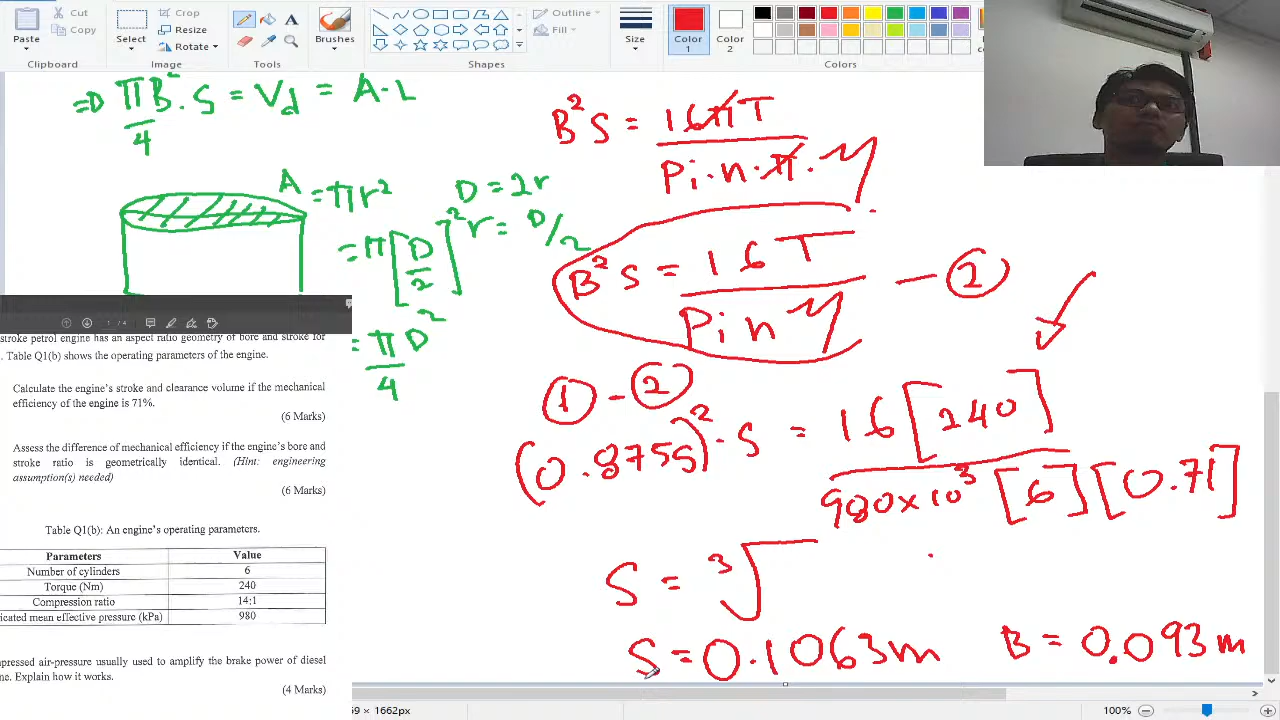 Paste
Select
Crop
Resize
Rotate
A
Brushes
Outline
Fill
Size
Color
1
Color
2
Clipboard
Image
Tools
Shapes
Colors
=D πB²/4 . S = Vd = A.L
A = πr²
D = 2r
= π[D/2]²
r = D/2
= π/4 D²
B²S = 16πT / Pi.n.π.η
B²S = 16T / Pi n η — ②
① - ②
(0.875S)².S = 16[240] / 980x10³[6][0.71]
S = ³√
S = 0.1063m B = 0.093m
1 / 4
stroke petrol engine has an aspect ratio geometry of bore and stroke for
. Table Q1(b) shows the operating parameters of the engine.
Calculate the engine's stroke and clearance volume if the mechanical
efficiency of the engine is 71%.
(6 Marks)
Assess the difference of mechanical efficiency if the engine's bore and
stroke ratio is geometrically identical. (Hint: engineering
assumption(s) needed)
(6 Marks)
Table Q1(b): An engine's operating parameters.
Parameters Value
Number of cylinders 6
Torque (Nm) 240
Compression ratio 14:1
icated mean effective pressure (kPa) 980
npressed air-pressure usually used to amplify the brake power of diesel
ne. Explain how it works.
(4 Marks)
69 × 1662px
100%